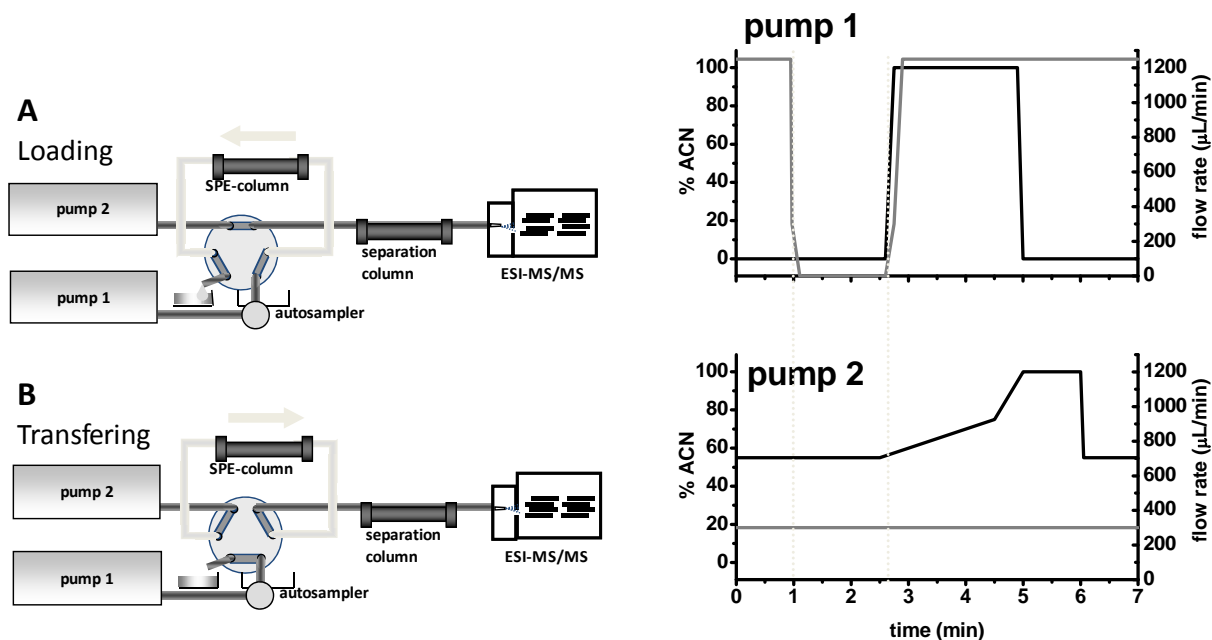 A
Loading
SPE-column
pump 2
separation
column
ESI-MS/MS
pump 1
autosampler
B
Transfering
SPE-column
pump 2
separation
column
ESI-MS/MS
pump 1
autosampler
pump 1
100
80
60
40
20
0
% ACN
1200
1000
800
600
400
200
0
flow rate (µL/min)
pump 2
100
80
60
40
20
0
% ACN
1200
1000
800
600
400
200
0
flow rate (µL/min)
0 1 2 3 4 5 6 7
time (min)